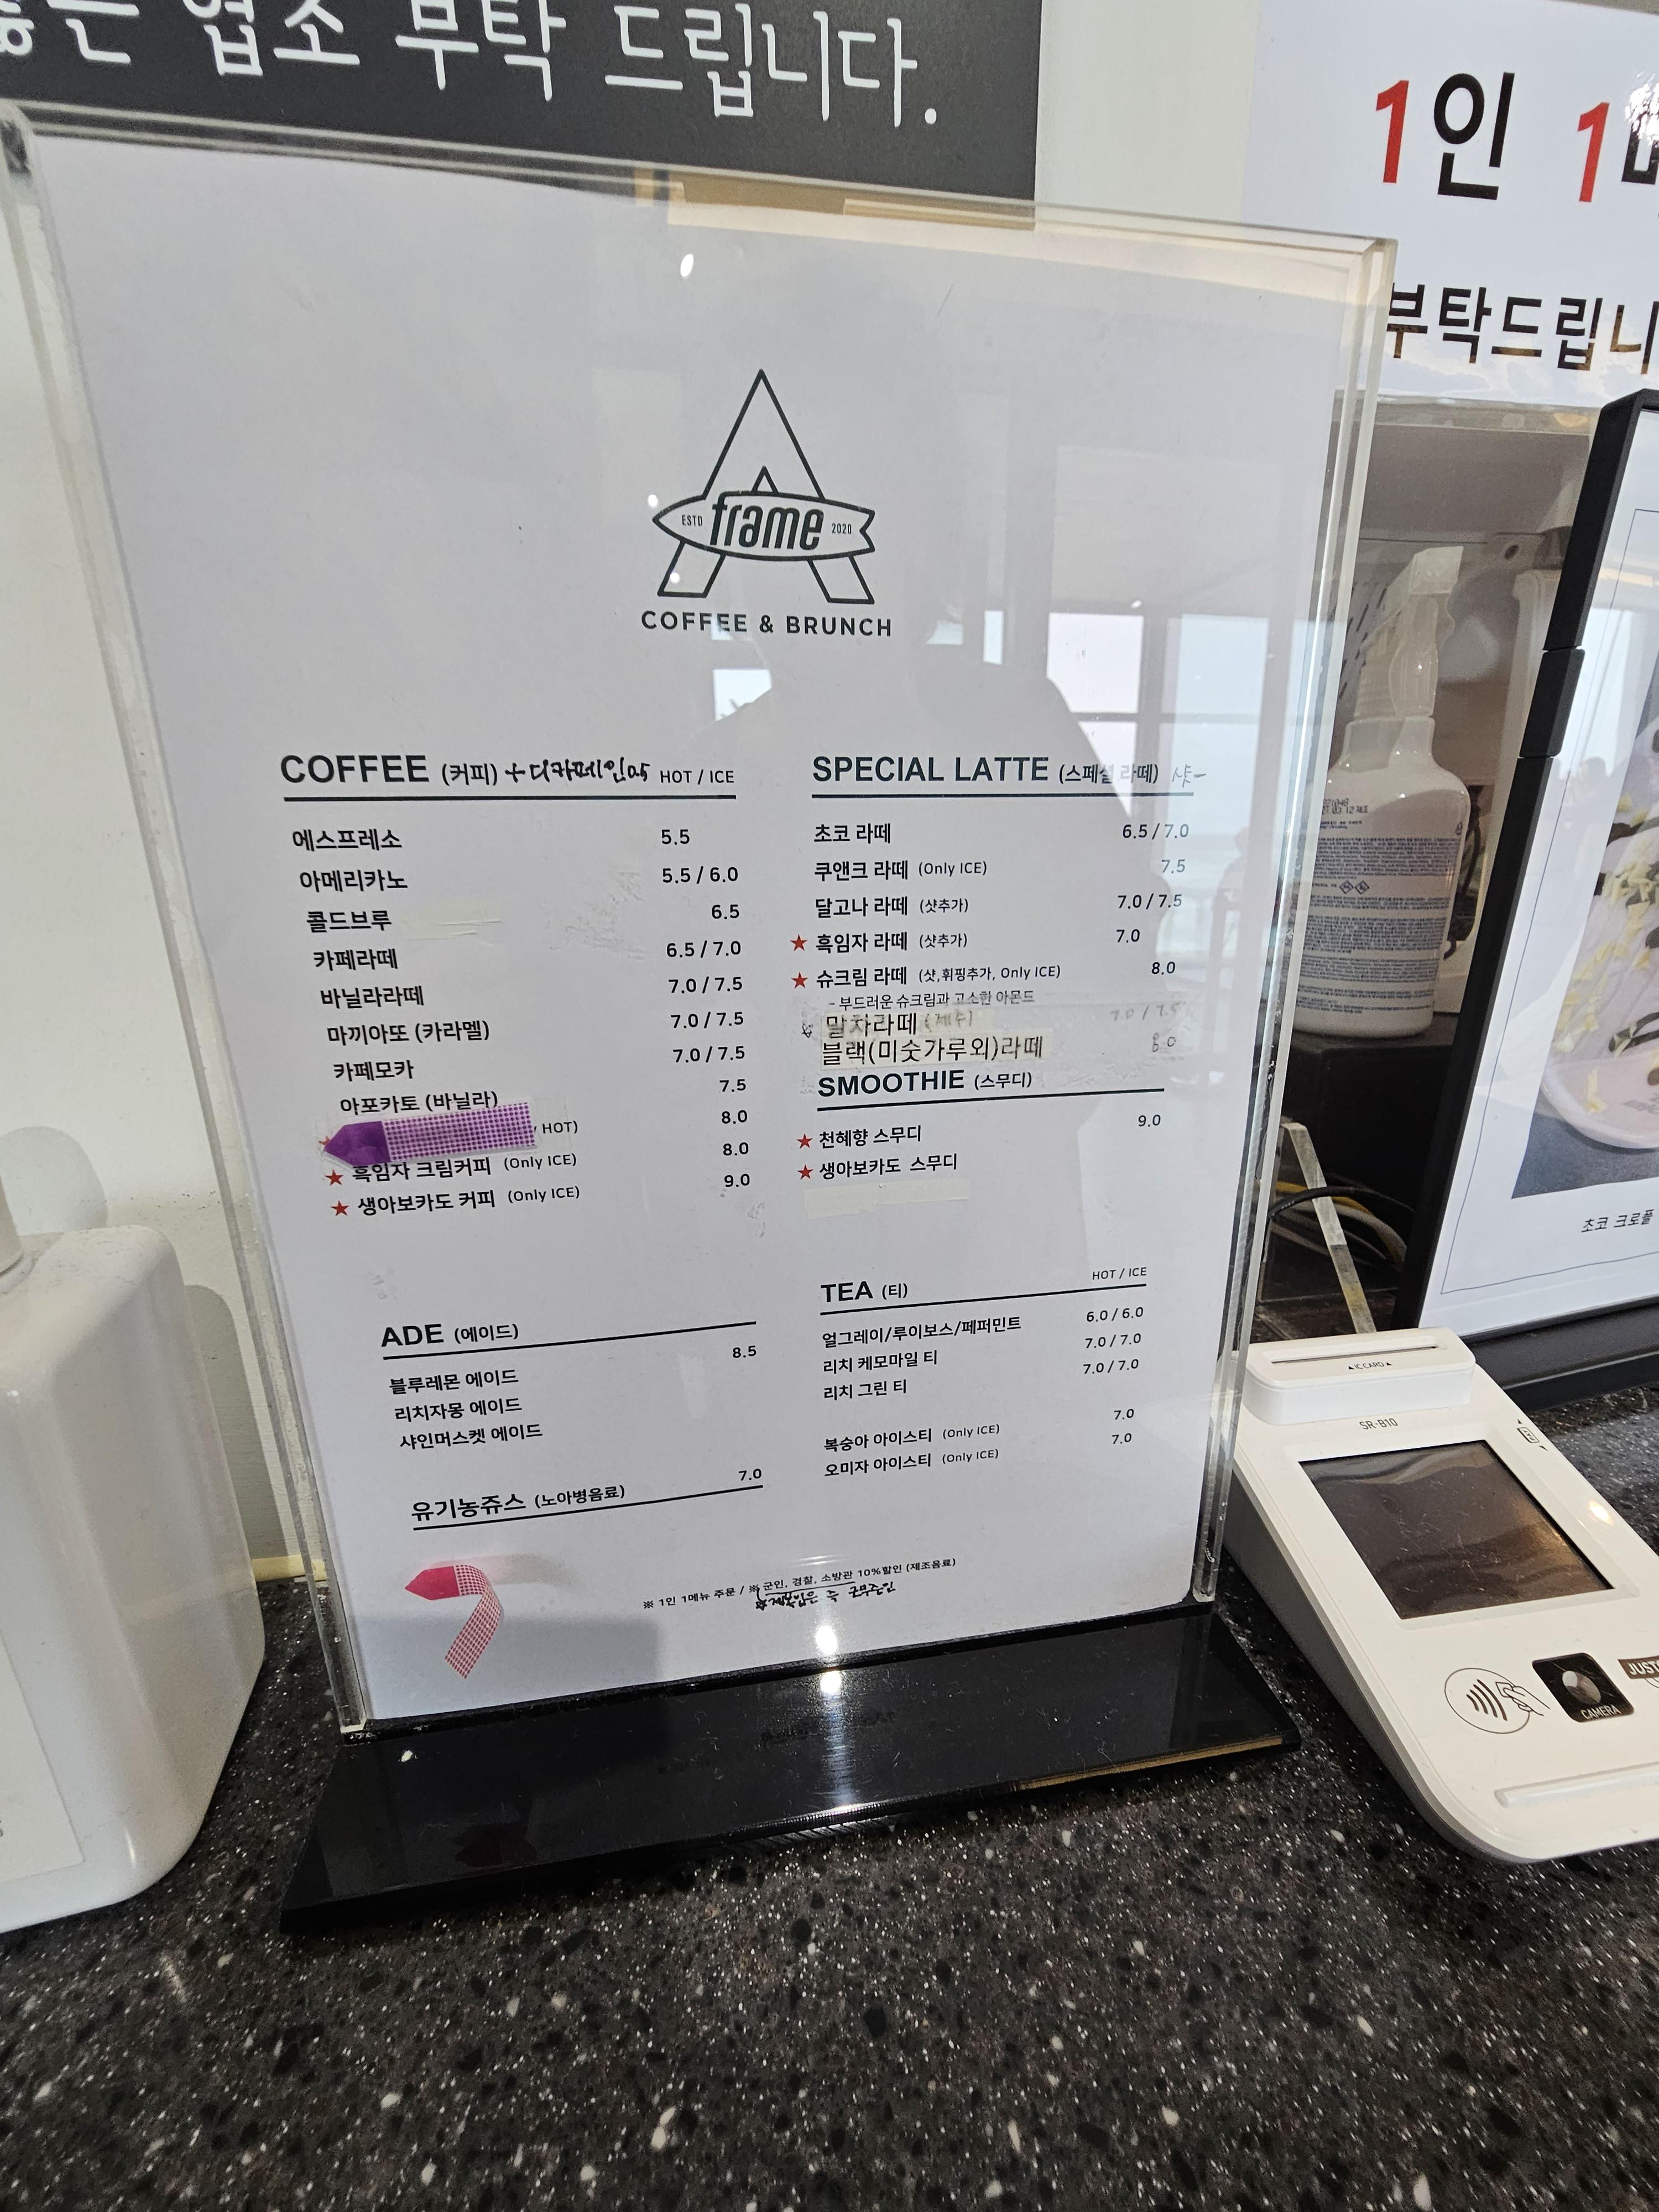 협조 부탁 드립니다.
1인 1
부탁드립니
ESTD frame 2020
COFFEE & BRUNCH
COFFEE (커피) +디카페인0.5 HOT / ICE
에스프레소 5.5
아메리카노 5.5 / 6.0
콜드브루 6.5
카페라떼 6.5 / 7.0
바닐라라떼 7.0 / 7.5
마끼아또 (카라멜) 7.0 / 7.5
카페모카 7.0 / 7.5
아포카토 (바닐라) 7.5
HOT) 8.0
★ 흑임자 크림커피 (Only ICE) 8.0
★ 생아보카도 커피 (Only ICE) 9.0
ADE (에이드)
8.5
블루레몬 에이드
리치자몽 에이드
샤인머스켓 에이드
유기농쥬스 (노아병음료) 7.0
SPECIAL LATTE (스페셜 라떼) 샷-
초코 라떼 6.5 / 7.0
쿠앤크 라떼 (Only ICE) 7.5
달고나 라떼 (샷추가) 7.0 / 7.5
★ 흑임자 라떼 (샷추가) 7.0
★ 슈크림 라떼 (샷,휘핑추가, Only ICE) 8.0
- 부드러운 슈크림과 고소한 아몬드
☆ 말차라떼 (제주) 7.0 / 7.5
블랙(미숫가루외)라떼 8.0
SMOOTHIE (스무디)
★ 천혜향 스무디 9.0
★ 생아보카도 스무디
TEA (티) HOT / ICE
얼그레이/루이보스/페퍼민트 6.0 / 6.0
리치 케모마일 티 7.0 / 7.0
리치 그린 티 7.0 / 7.0
복숭아 아이스티 (Only ICE) 7.0
오미자 아이스티 (Only ICE) 7.0
※ 1인 1메뉴 주문 / ※ 군인, 경찰, 소방관 10%할인 (제조음료)
초코 크로플
▲IC CARD▲
SR-B10
CAMERA